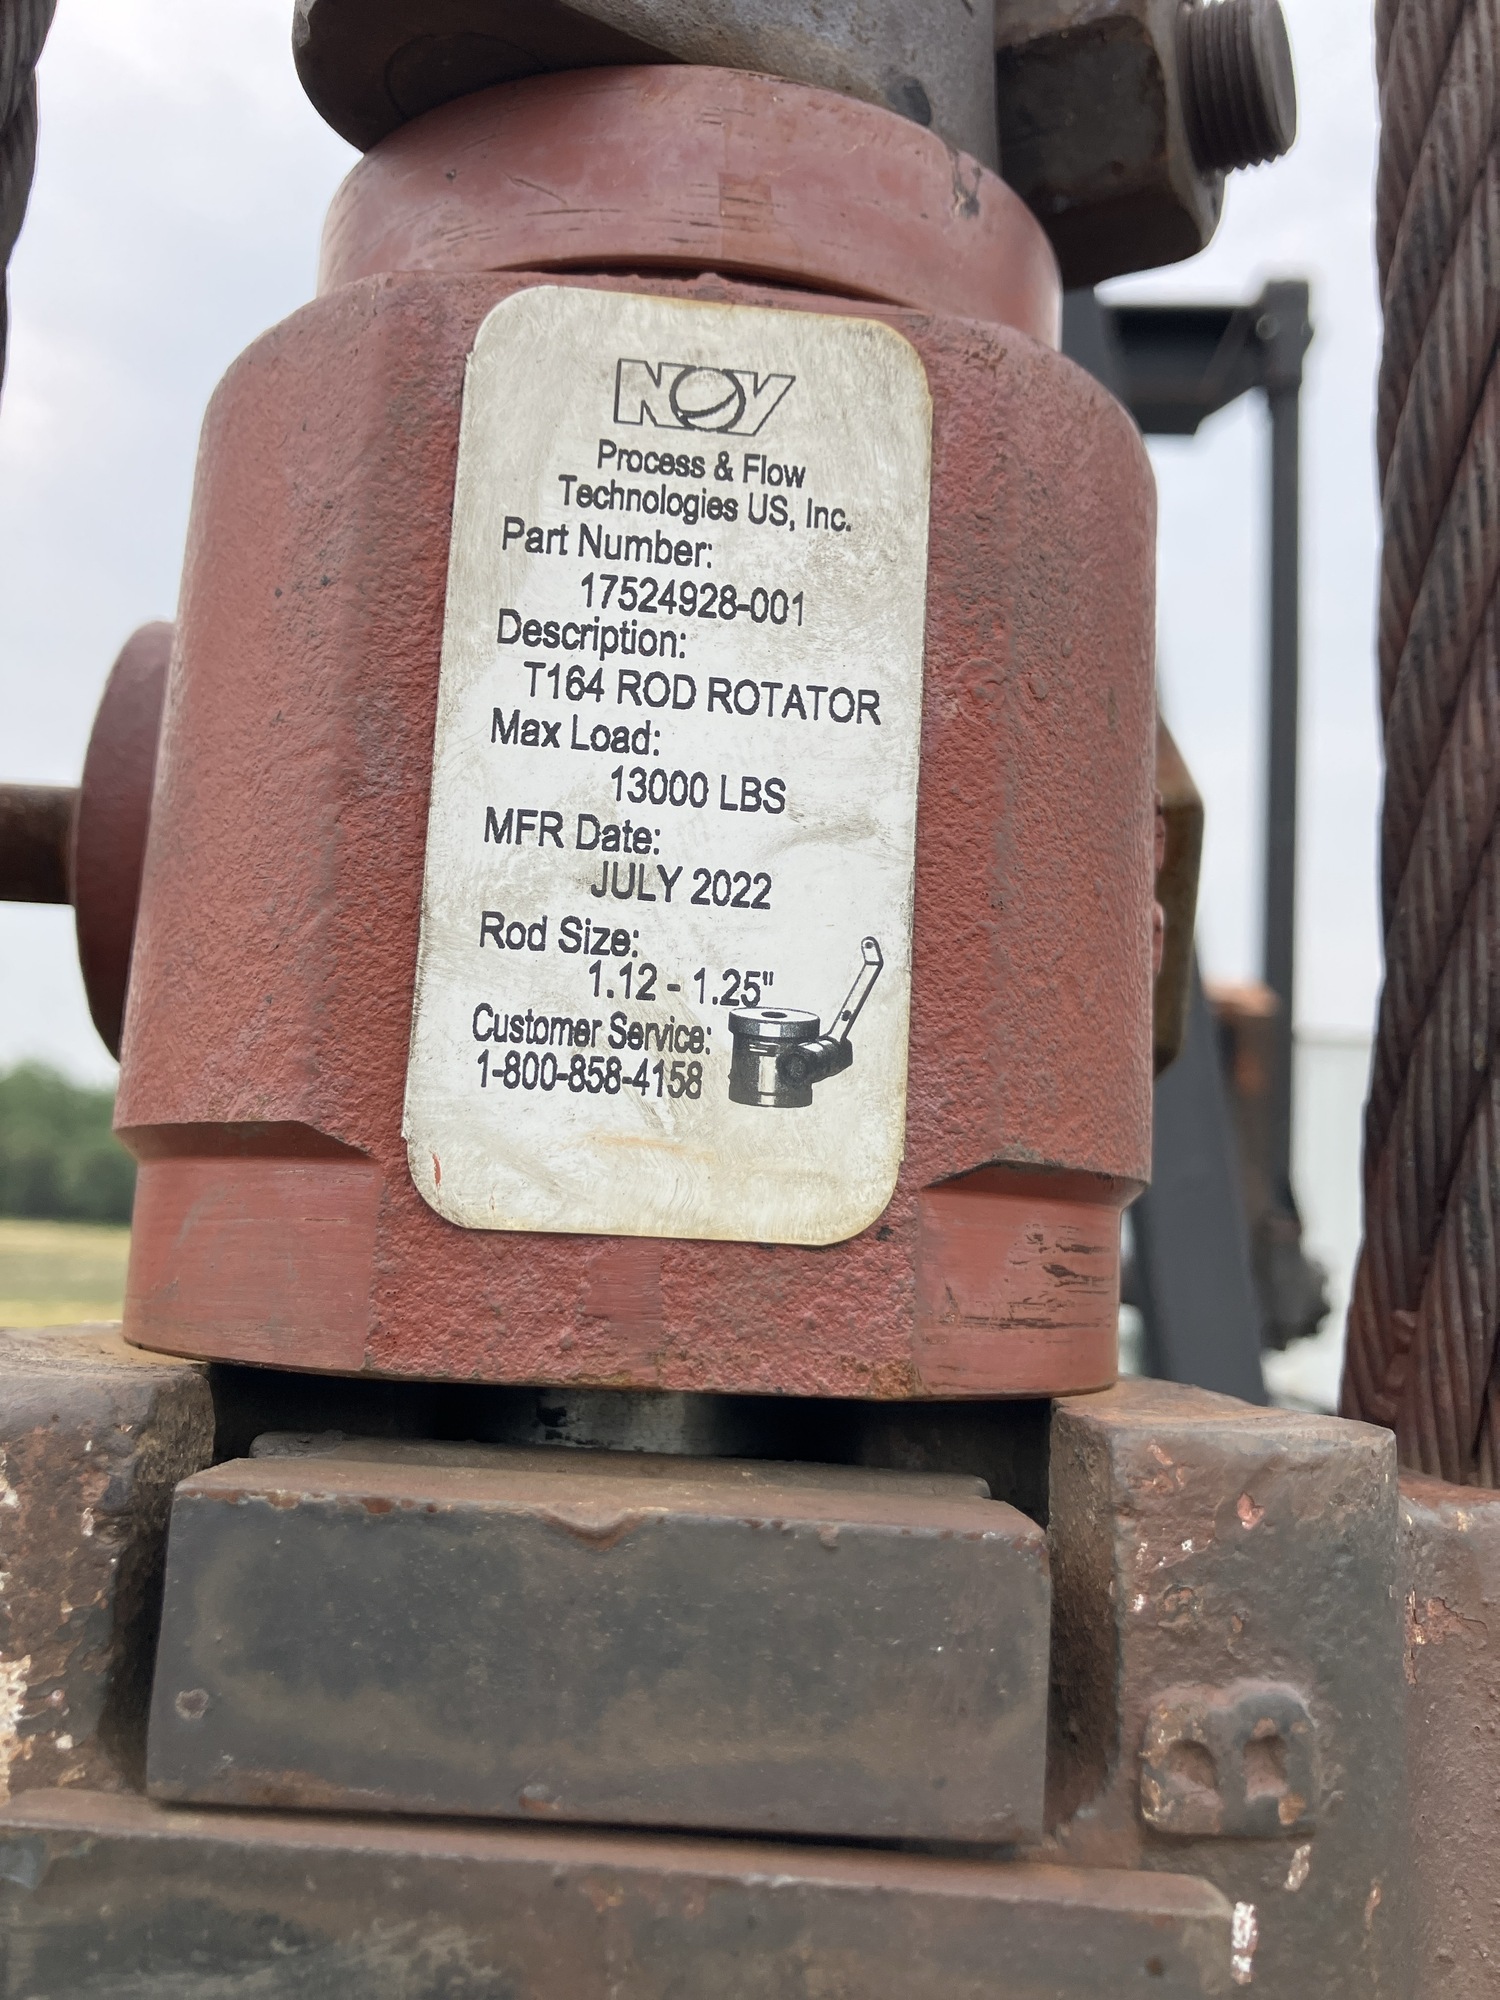 NOV
Process & Flow
Technologies US, Inc.
Part Number:
17524928-001
Description:
T164 ROD ROTATOR
Max Load:
13000 LBS
MFR Date:
JULY 2022
Rod Size:
1.12 - 1.25"
Customer Service:
1-800-858-4158